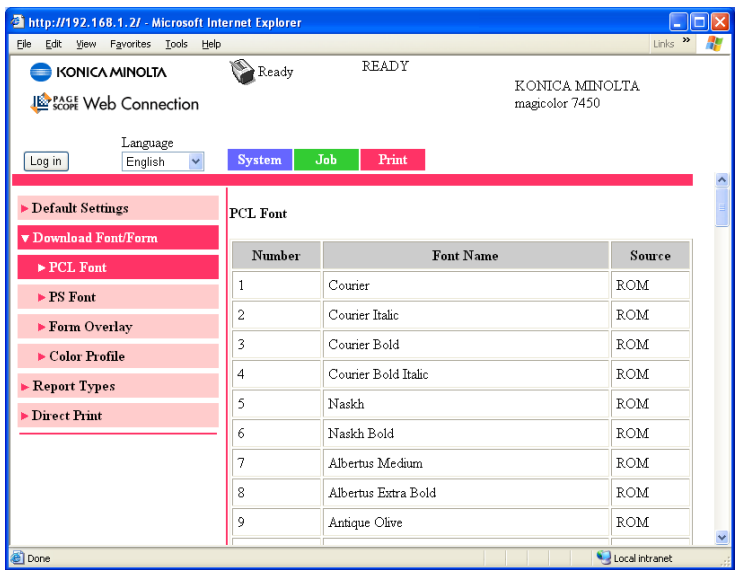 http://192.168.1.2/ - Microsoft Internet Explorer
File Edit View Favorites Tools Help Links »
KONICA MINOLTA
Ready
READY
KONICA MINOLTA
magicolor 7450
PAGE SCOPE Web Connection
Language
Log in English System Job Print
Default Settings
Download Font/Form
PCL Font
PS Font
Form Overlay
Color Profile
Report Types
Direct Print
PCL Font
Number Font Name Source
1 Courier ROM
2 Courier Italic ROM
3 Courier Bold ROM
4 Courier Bold Italic ROM
5 Naskh ROM
6 Naskh Bold ROM
7 Albertus Medium ROM
8 Albertus Extra Bold ROM
9 Antique Olive ROM
Done Local intranet